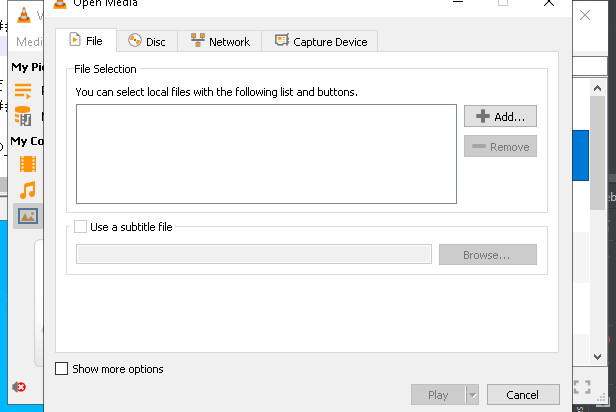 Open Media
File Disc Network Capture Device
Medi
My Pi
File Selection
You can select local files with the following list and buttons.
Add...
Remove
My Co
Use a subtitle file
Browse...
Show more options
Play Cancel